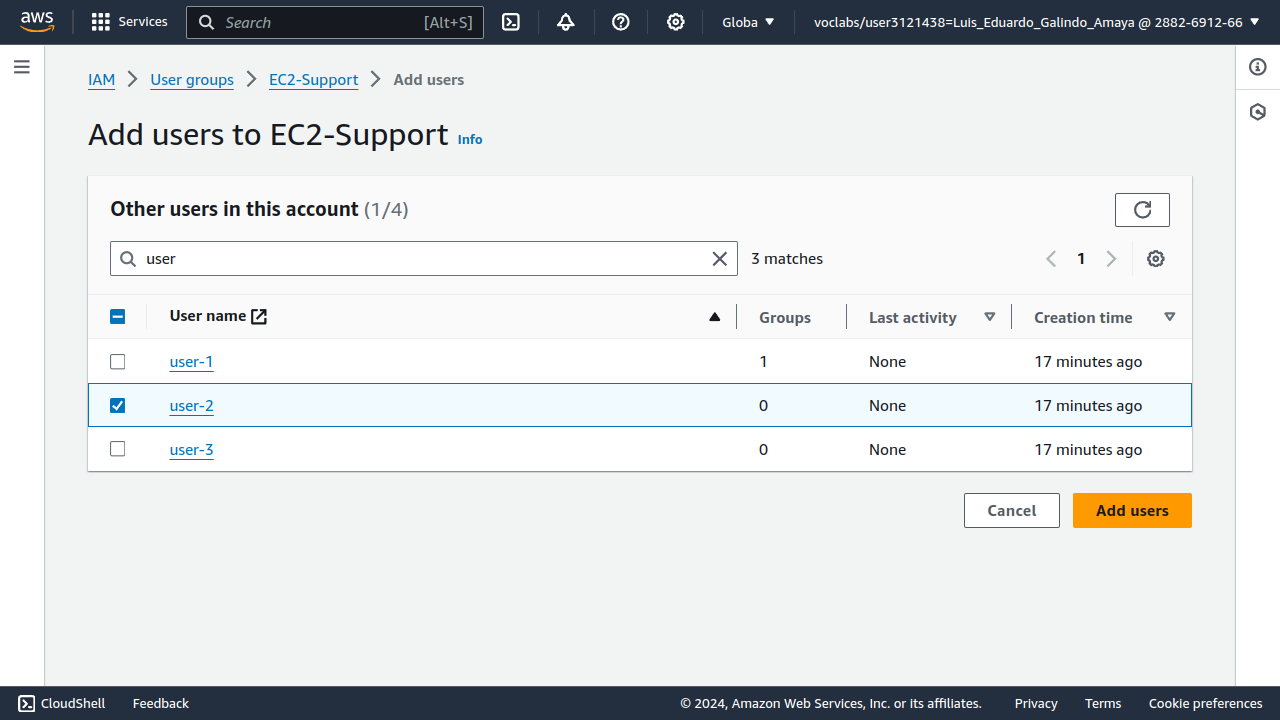 aws Services Search [Alt+S] Globa voclabs/user3121438=Luis_Eduardo_Galindo_Amaya @ 2882-6912-66
IAM User groups EC2-Support Add users
Add users to EC2-Support Info
Other users in this account (1/4)
user 3 matches 1
User name Groups Last activity Creation time
user-1 1 None 17 minutes ago
user-2 0 None 17 minutes ago
user-3 0 None 17 minutes ago
Cancel Add users
CloudShell Feedback © 2024, Amazon Web Services, Inc. or its affiliates. Privacy Terms Cookie preferences